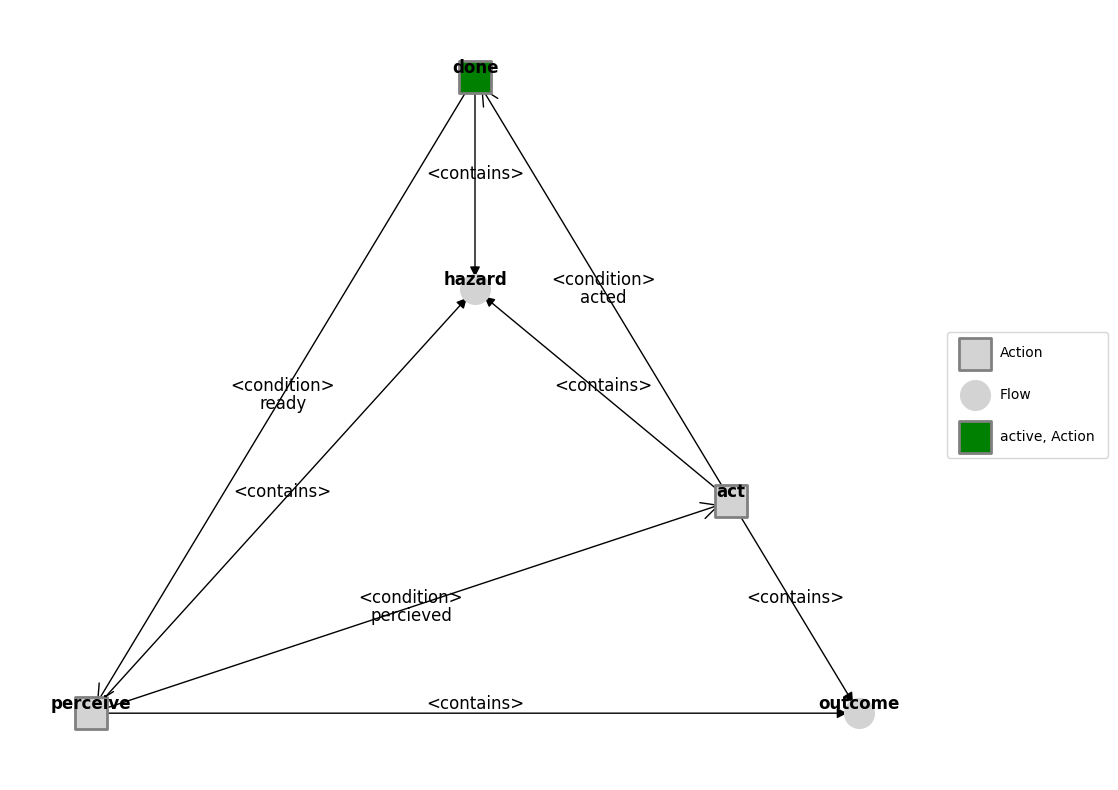 done
<contains>
hazard
<condition>
acted
<condition>
ready
<contains>
<contains>
act
<condition>
percieved
<contains>
perceive
<contains>
outcome
Action
Flow
active, Action